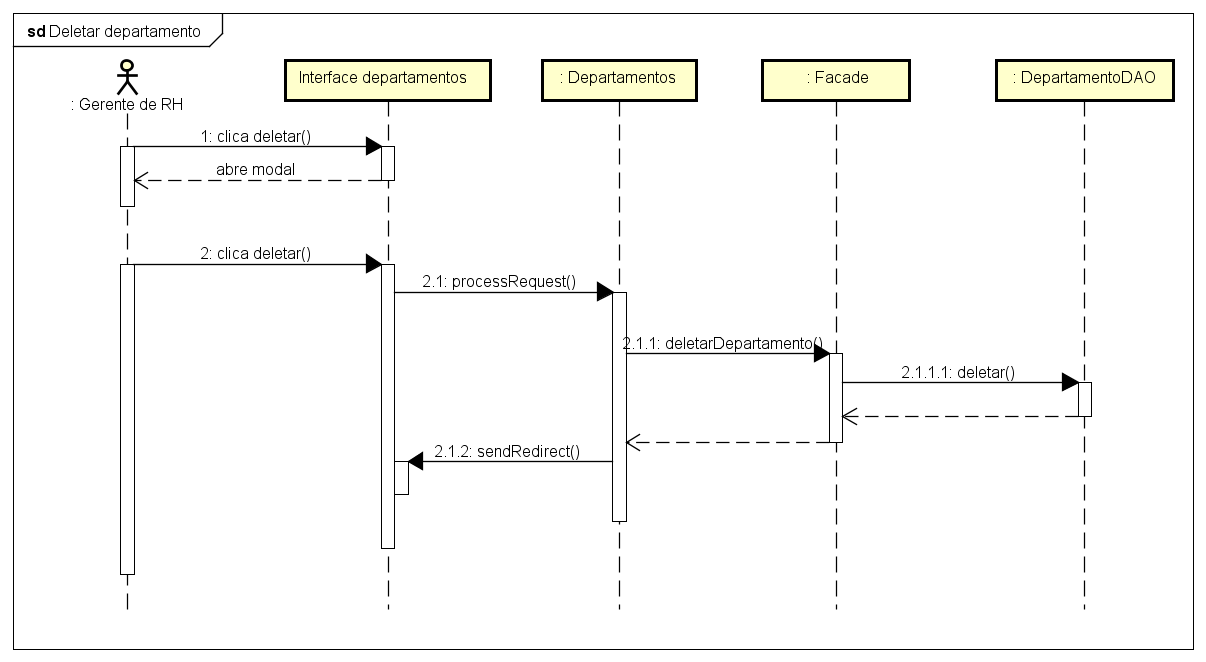 sd Deletar departamento
: Gerente de RH
Interface departamentos
: Departamentos
: Facade
: DepartamentoDAO
1: clica deletar()
abre modal
2: clica deletar()
2.1: processRequest()
2.1.1: deletarDepartamento()
2.1.1.1: deletar()
2.1.2: sendRedirect()